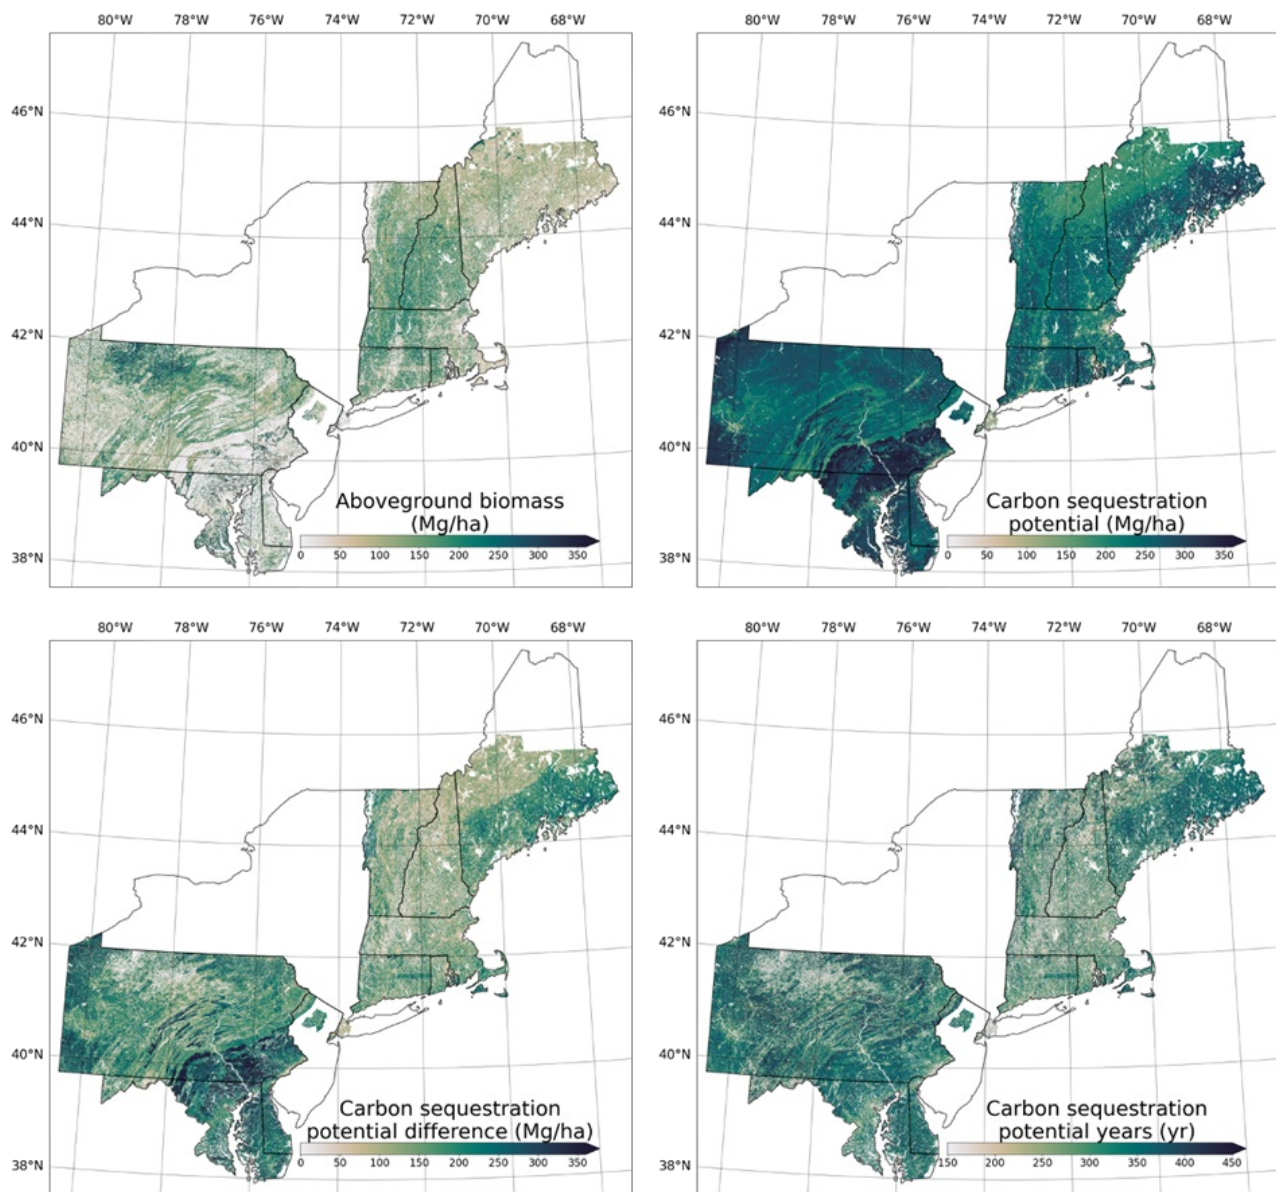 80°W 78°W 76°W 74°W 72°W 70°W 68°W
46°N
44°N
42°N
40°N
38°N
Aboveground biomass
(Mg/ha)
0 50 100 150 200 250 300 350
80°W 78°W 76°W 74°W 72°W 70°W 68°W
46°N
44°N
42°N
40°N
38°N
Carbon sequestration
potential (Mg/ha)
0 50 100 150 200 250 300 350
80°W 78°W 76°W 74°W 72°W 70°W 68°W
46°N
44°N
42°N
40°N
38°N
Carbon sequestration
potential difference (Mg/ha)
0 50 100 150 200 250 300 350
80°W 78°W 76°W 74°W 72°W 70°W 68°W
46°N
44°N
42°N
40°N
38°N
Carbon sequestration
potential years (yr)
150 200 250 300 350 400 450